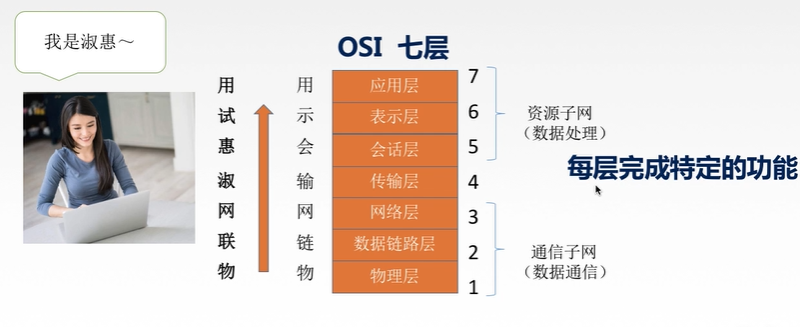 我是淑惠～
OSI 七层
用 用 应用层 7
试 示 表示层 6
惠 会 会话层 5
淑 输 传输层 4
网 网 网络层 3
联 链 数据链路层 2
物 物 物理层 1
资源子网
（数据处理）
每层完成特定的功能
通信子网
（数据通信）